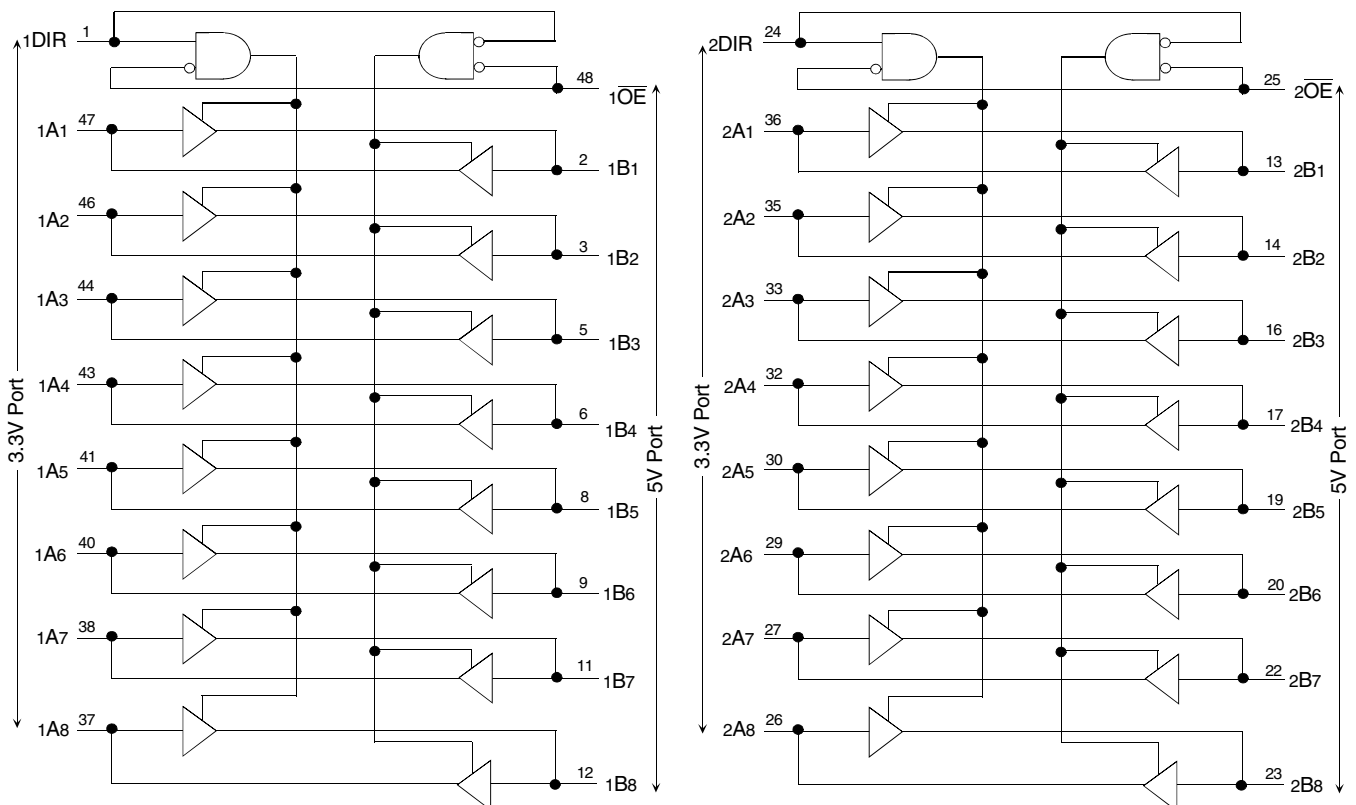 1DIR 1
48 1OE
1A1 47
2 1B1
1A2 46
3 1B2
1A3 44
5 1B3
1A4 43
6 1B4
1A5 41
8 1B5
1A6 40
9 1B6
1A7 38
11 1B7
1A8 37
12 1B8
3.3V Port
5V Port
2DIR 24
25 2OE
2A1 36
13 2B1
2A2 35
14 2B2
2A3 33
16 2B3
2A4 32
17 2B4
2A5 30
19 2B5
2A6 29
20 2B6
2A7 27
22 2B7
2A8 26
23 2B8
3.3V Port
5V Port